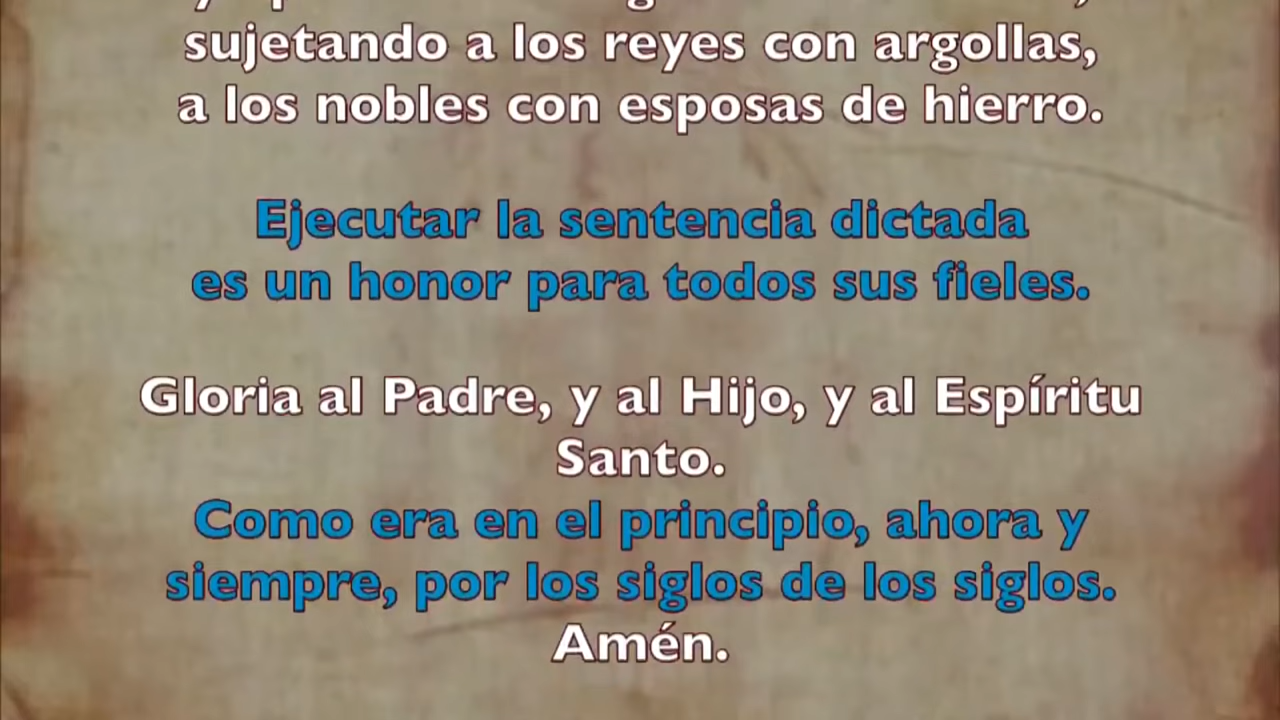 sujetando a los reyes con argollas,
a los nobles con esposas de hierro.
Ejecutar la sentencia dictada
es un honor para todos sus fieles.
Gloria al Padre, y al Hijo, y al Espíritu
Santo.
Como era en el principio, ahora y
siempre, por los siglos de los siglos.
Amén.